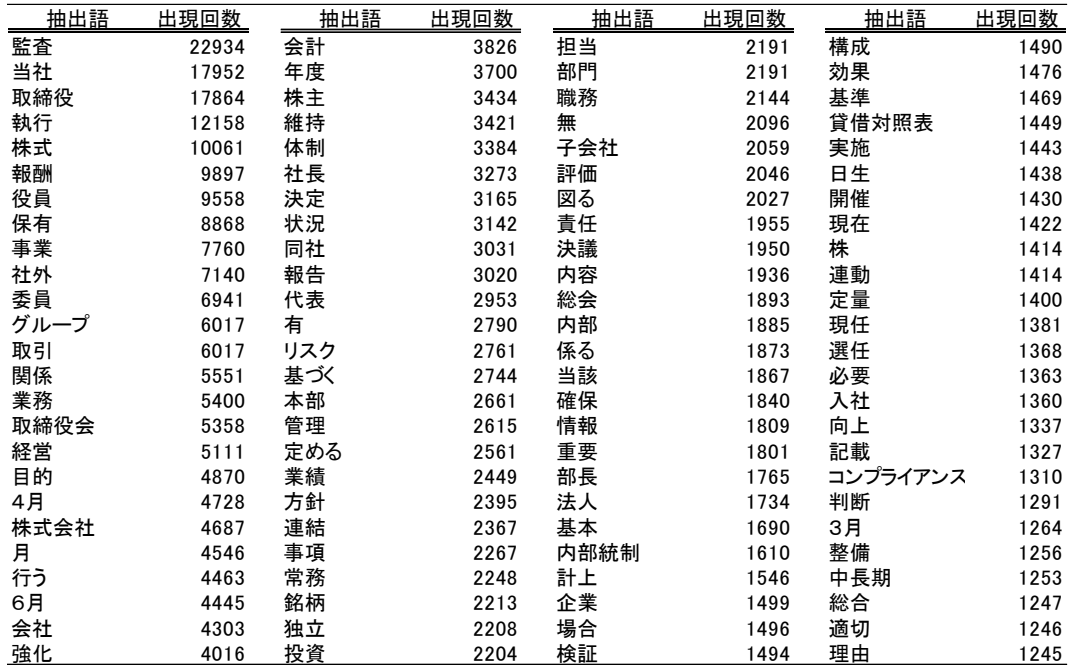 抽出語 出現回数 抽出語 出現回数 抽出語 出現回数 抽出語 出現回数
監査 22934 会計 3826 担当 2191 構成 1490
当社 17952 年度 3700 部門 2191 効果 1476
取締役 17864 株主 3434 職務 2144 基準 1469
執行 12158 維持 3421 無 2096 貸借対照表 1449
株式 10061 体制 3384 子会社 2059 実施 1443
報酬 9897 社長 3273 評価 2046 日生 1438
役員 9558 決定 3165 図る 2027 開催 1430
保有 8868 状況 3142 責任 1955 現在 1422
事業 7760 同社 3031 決議 1950 株 1414
社外 7140 報告 3020 内容 1936 連動 1414
委員 6941 代表 2953 総会 1893 定量 1400
グループ 6017 有 2790 内部 1885 現任 1381
取引 6017 リスク 2761 係る 1873 選任 1368
関係 5551 基づく 2744 当該 1867 必要 1363
業務 5400 本部 2661 確保 1840 入社 1360
取締役会 5358 管理 2615 情報 1809 向上 1337
経営 5111 定める 2561 重要 1801 記載 1327
目的 4870 業績 2449 部長 1765 コンプライアンス 1310
4月 4728 方針 2395 法人 1734 判断 1291
株式会社 4687 連結 2367 基本 1690 3月 1264
月 4546 事項 2267 内部統制 1610 整備 1256
行う 4463 常務 2248 計上 1546 中長期 1253
6月 4445 銘柄 2213 企業 1499 総合 1247
会社 4303 独立 2208 場合 1496 適切 1246
強化 4016 投資 2204 検証 1494 理由 1245